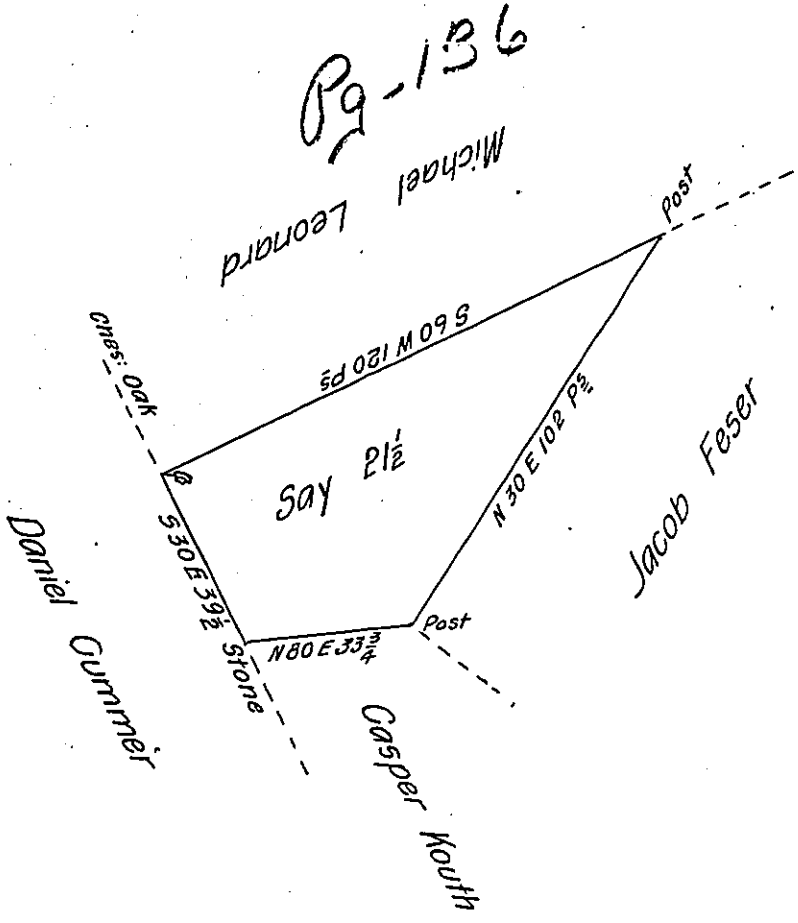 Pg-136
Michael Leonard
Post
Ches: Oak
S 60 W 120 Ps
Say 21½
N 30 E 102 Ps
Jacob Feser
S 30 E 39½
Stone
N 80 E 33¾
Post
Daniel Gummer
Casper Kouth